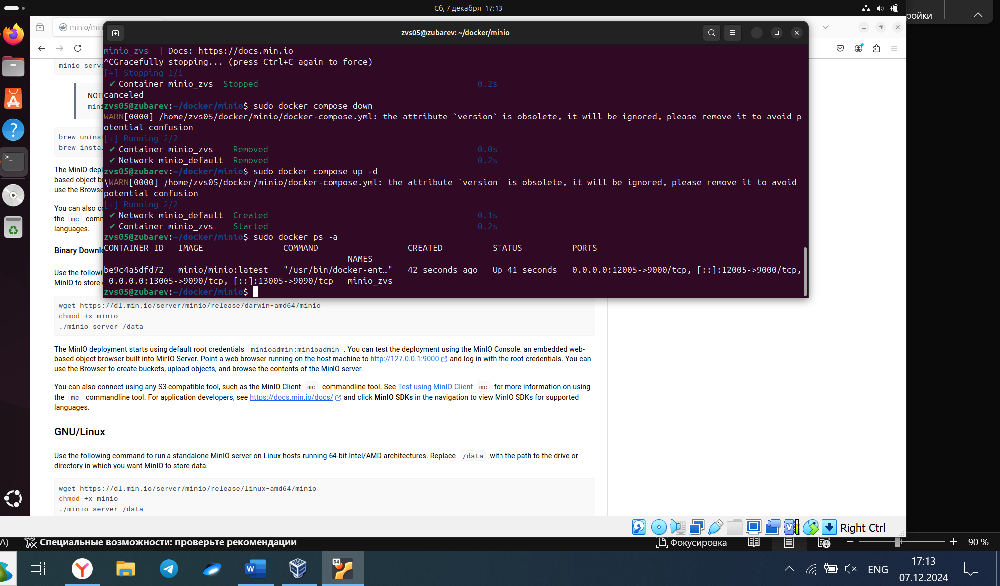 Сб, 7 декабря 17:13
ройки
minio/min
zvs05@zubarev: ~/docker/minio
minio_zvs | Docs: https://docs.min.io
^CGracefully stopping... (press Ctrl+C again to force)
[+] Stopping 1/1
✔ Container minio_zvs Stopped 0.2s
canceled
zvs05@zubarev:~/docker/minio$ sudo docker compose down
WARN[0000] /home/zvs05/docker/minio/docker-compose.yml: the attribute `version` is obsolete, it will be ignored, please remove it to avoid p
otential confusion
[+] Running 2/2
✔ Container minio_zvs Removed 0.0s
✔ Network minio_default Removed 0.2s
zvs05@zubarev:~/docker/minio$ sudo docker compose up -d
\WARN[0000] /home/zvs05/docker/minio/docker-compose.yml: the attribute `version` is obsolete, it will be ignored, please remove it to avoid
potential confusion
[+] Running 2/2
✔ Network minio_default Created 0.1s
✔ Container minio_zvs Started 0.2s
zvs05@zubarev:~/docker/minio$ sudo docker ps -a
CONTAINER ID IMAGE COMMAND CREATED STATUS PORTS
NAMES
be9c4a5dfd72 minio/minio:latest "/usr/bin/docker-ent…" 42 seconds ago Up 41 seconds 0.0.0.0:12005->9000/tcp, [::]:12005->9000/tcp,
0.0.0.0:13005->9090/tcp, [::]:13005->9090/tcp minio_zvs
zvs05@zubarev:~/docker/minio$
minio serve
NOT
mini
brew unins
brew insta
The MinIO depl
based object br
use the Browse
You can also co
the mc comm
languages.
Binary Downlo
Use the followi
MinIO to store
wget https://dl.min.io/server/minio/release/darwin-amd64/minio
chmod +x minio
./minio server /data
The MinIO deployment starts using default root credentials minioadmin:minioadmin . You can test the deployment using the MinIO Console, an embedded web-
based object browser built into MinIO Server. Point a web browser running on the host machine to http://127.0.0.1:9000 and log in with the root credentials. You can
use the Browser to create buckets, upload objects, and browse the contents of the MinIO server.
You can also connect using any S3-compatible tool, such as the MinIO Client mc commandline tool. See Test using MinIO Client mc for more information on using
the mc commandline tool. For application developers, see https://docs.min.io/docs/ and click MinIO SDKs in the navigation to view MinIO SDKs for supported
languages.
GNU/Linux
Use the following command to run a standalone MinIO server on Linux hosts running 64-bit Intel/AMD architectures. Replace /data with the path to the drive or
directory in which you want MinIO to store data.
wget https://dl.min.io/server/minio/release/linux-amd64/minio
chmod +x minio
./minio server /data
Right Ctrl
А) Специальные возможности: проверьте рекомендации
Фокусировка
90 %
W
64
ENG
17:13
07.12.2024